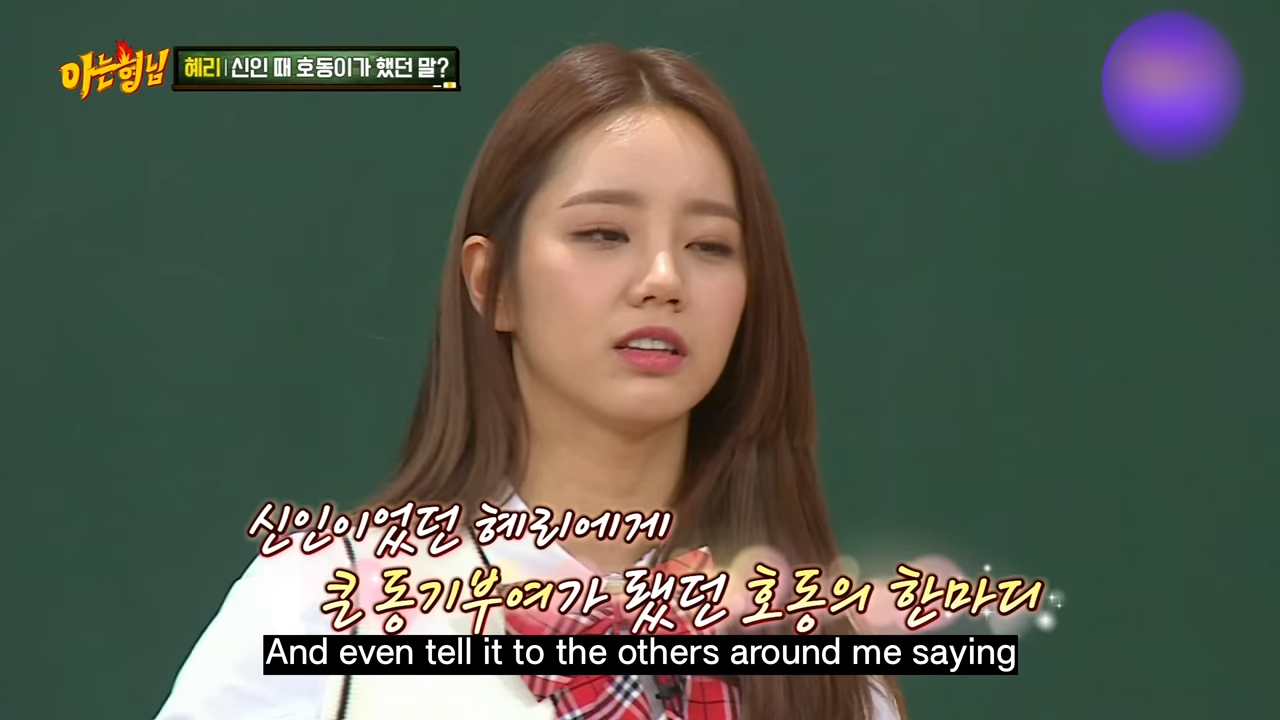 아는형님
혜리 | 신인 때 호동이가 했던 말?
신인이었던 혜리에게
큰 동기부여가 됐던 호동의 한마디
And even tell it to the others around me saying